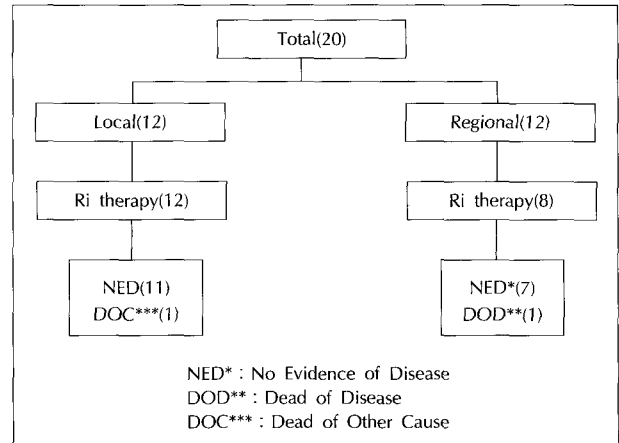 Total(20)
Local(12)
Regional(12)
Ri therapy(12)
Ri therapy(8)
NED(11)
DOC***(1)
NED*(7)
DOD**(1)
NED* : No Evidence of Disease
DOD** : Dead of Disease
DOC*** : Dead of Other Cause